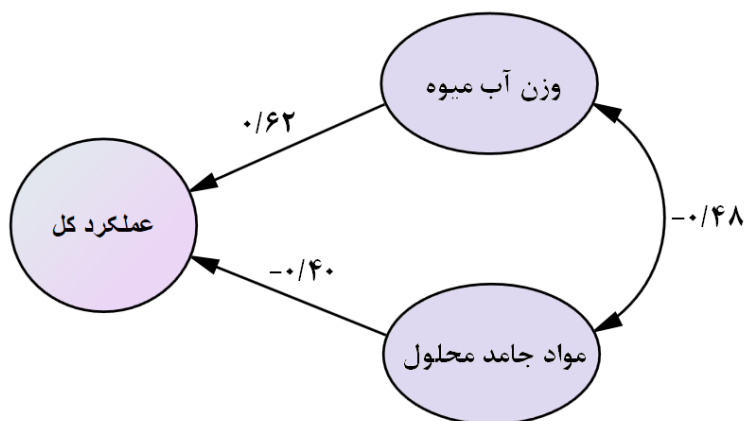 وزن آب میوه
۰/۶۲
عملکرد کل
-۰/۴۸
-۰/۴۰
مواد جامد محلول